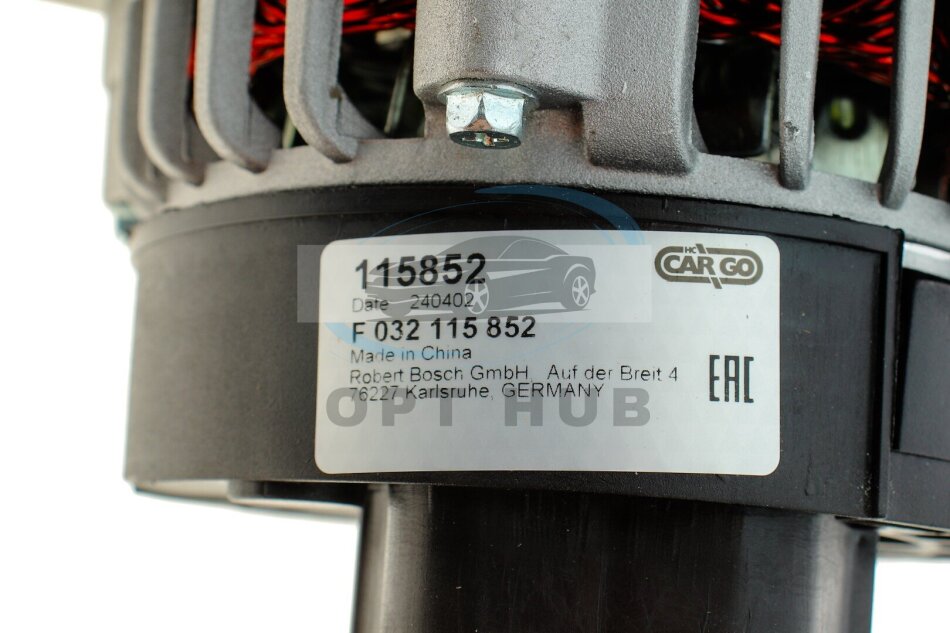 115852
HC
CARGO
Date 240402
F 032 115 852
Made in China
Robert Bosch GmbH Auf der Breit 4
76227 Karlsruhe, GERMANY
EAC
OPT HUB